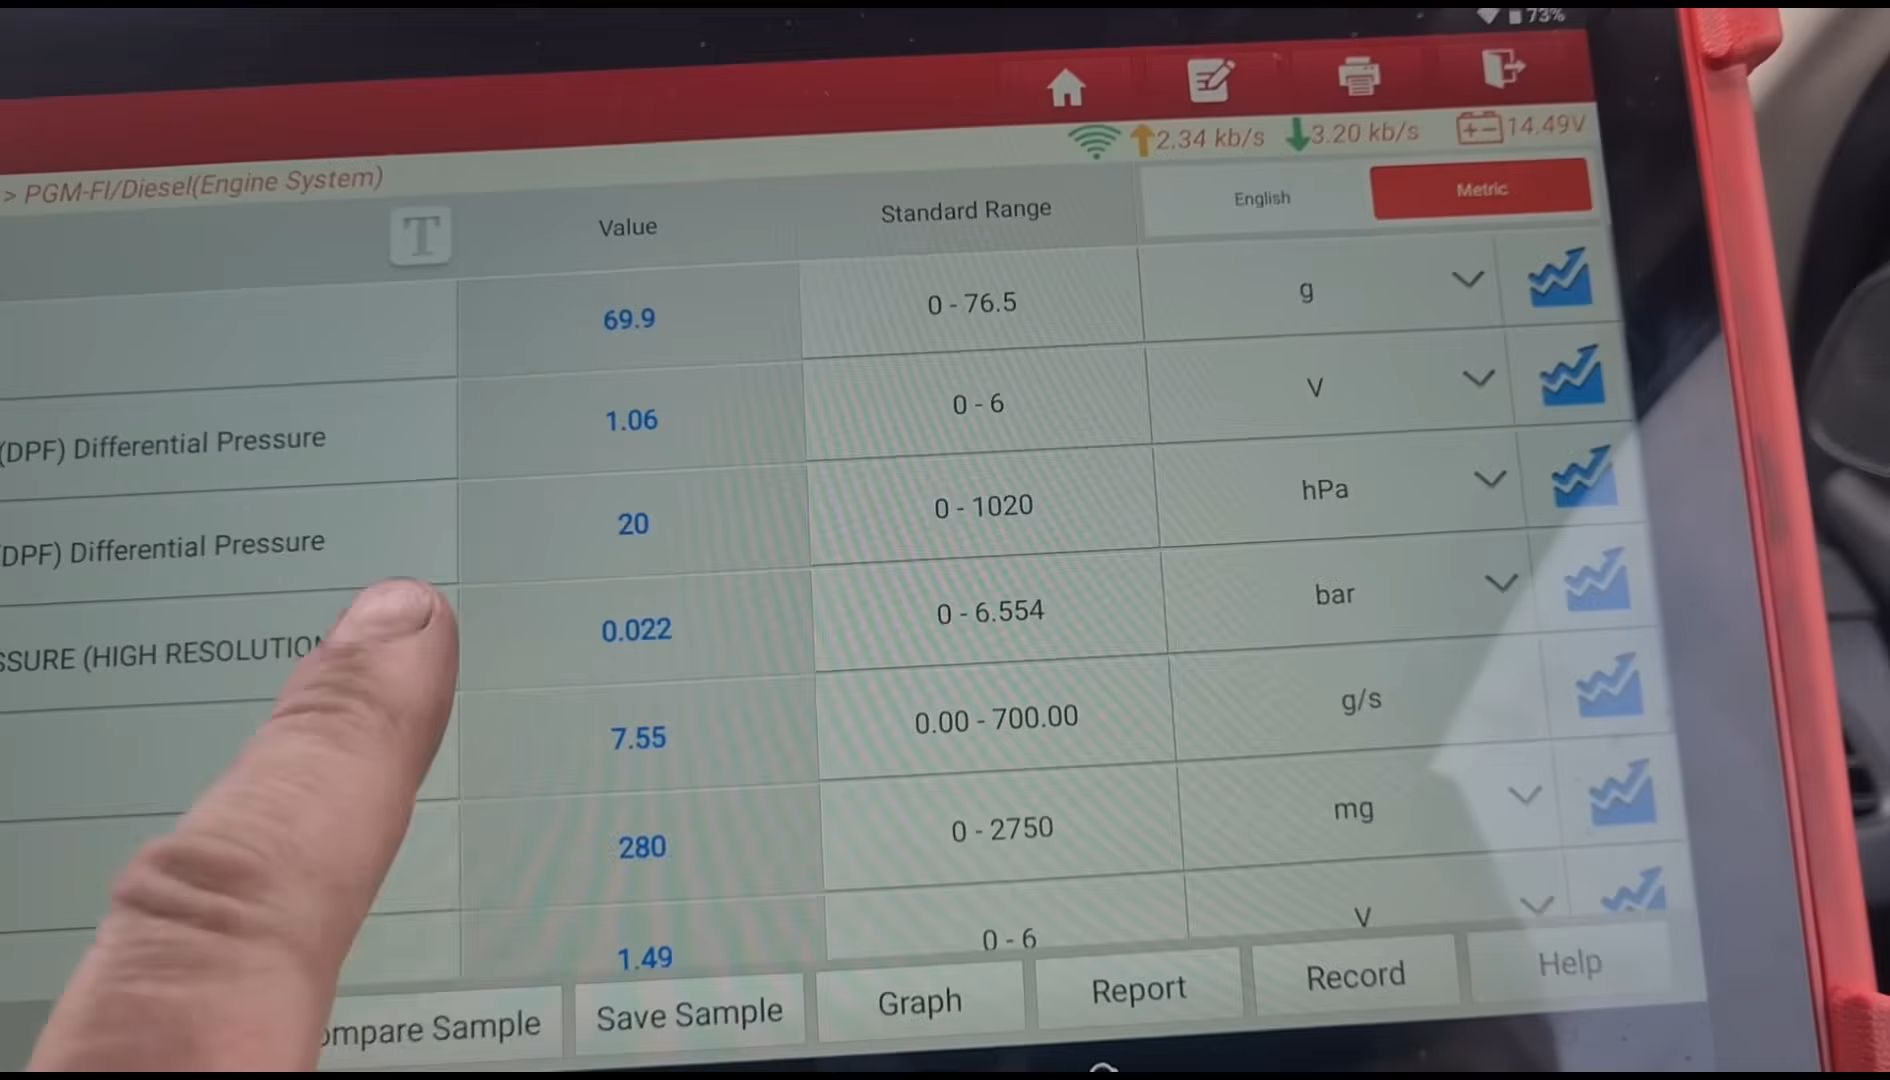 73%
2.34 kb/s 3.20 kb/s 14.49V
> PGM-FI/Diesel(Engine System)
T Value Standard Range English Metric
69.9 0 - 76.5 g
(DPF) Differential Pressure 1.06 0 - 6 V
DPF) Differential Pressure 20 0 - 1020 hPa
SSURE (HIGH RESOLUTION 0.022 0 - 6.554 bar
7.55 0.00 - 700.00 g/s
280 0 - 2750 mg
1.49 0 - 6 V
ompare Sample Save Sample Graph Report Record Help